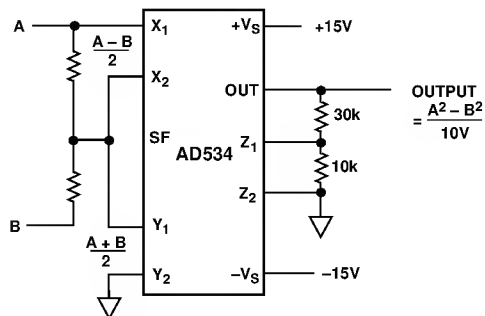 A
X1
+VS
+15V
A – B
2
X2
OUT
OUTPUT
= A² – B²
10V
30k
SF
Z1
AD534
10k
Z2
B
Y1
A + B
2
Y2
–VS
–15V